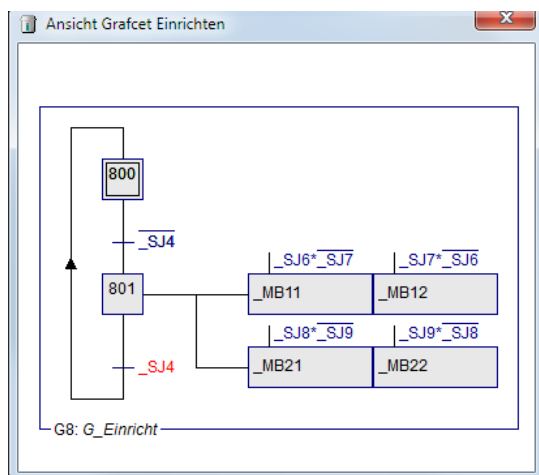 Ansicht Grafcet Einrichten
800
_SJ4
_SJ6*_SJ7 _SJ7*_SJ6
801 _MB11 _MB12
_SJ8*_SJ9 _SJ9*_SJ8
_SJ4 _MB21 _MB22
G8: G_Einricht